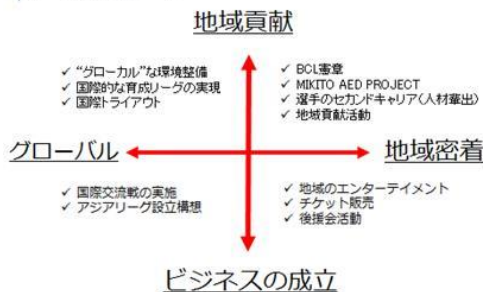 地域貢献
✓ “グローカル”な環境整備
✓ 国際的な育成リーグの実現
✓ 国際トライアウト
✓ BCL憲章
✓ MIKITO AED PROJECT
✓ 選手のセカンドキャリア(人材輩出)
✓ 地域貢献活動
グローバル
地域密着
✓ 国際交流戦の実施
✓ アジアリーグ設立構想
✓ 地域のエンターテイメント
✓ チケット販売
✓ 後援会活動
ビジネスの成立